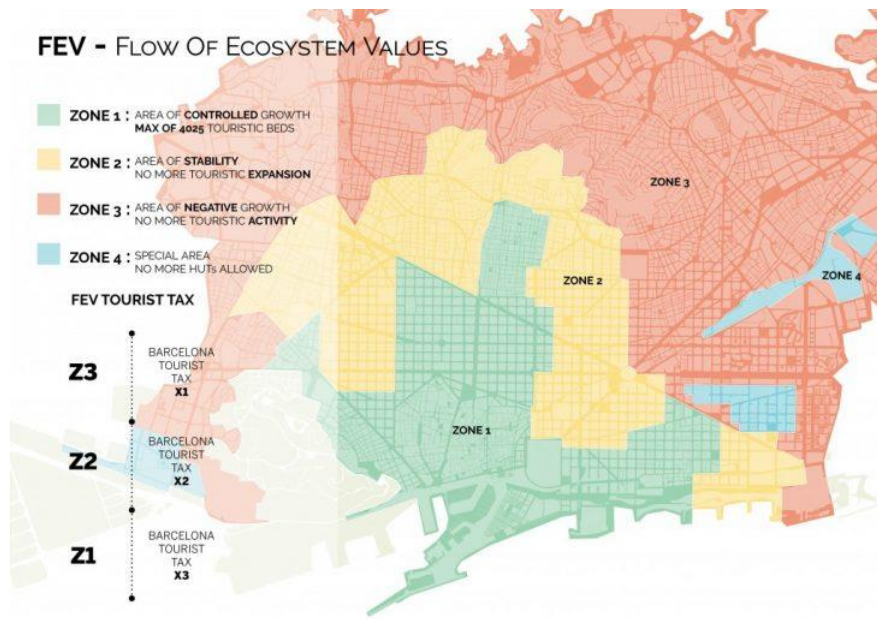 FEV - FLOW OF ECOSYSTEM VALUES
ZONE 1 : AREA OF CONTROLLED GROWTH
MAX OF 4025 TOURISTIC BEDS
ZONE 2 : AREA OF STABILITY
NO MORE TOURISTIC EXPANSION
ZONE 3 : AREA OF NEGATIVE GROWTH
NO MORE TOURISTIC ACTIVITY
ZONE 4 : SPECIAL AREA
NO MORE HUTs ALLOWED
FEV TOURIST TAX
Z3
BARCELONA
TOURIST
TAX
X1
Z2
BARCELONA
TOURIST
TAX
X2
Z1
BARCELONA
TOURIST
TAX
X3
ZONE 3
ZONE 4
ZONE 2
ZONE 1